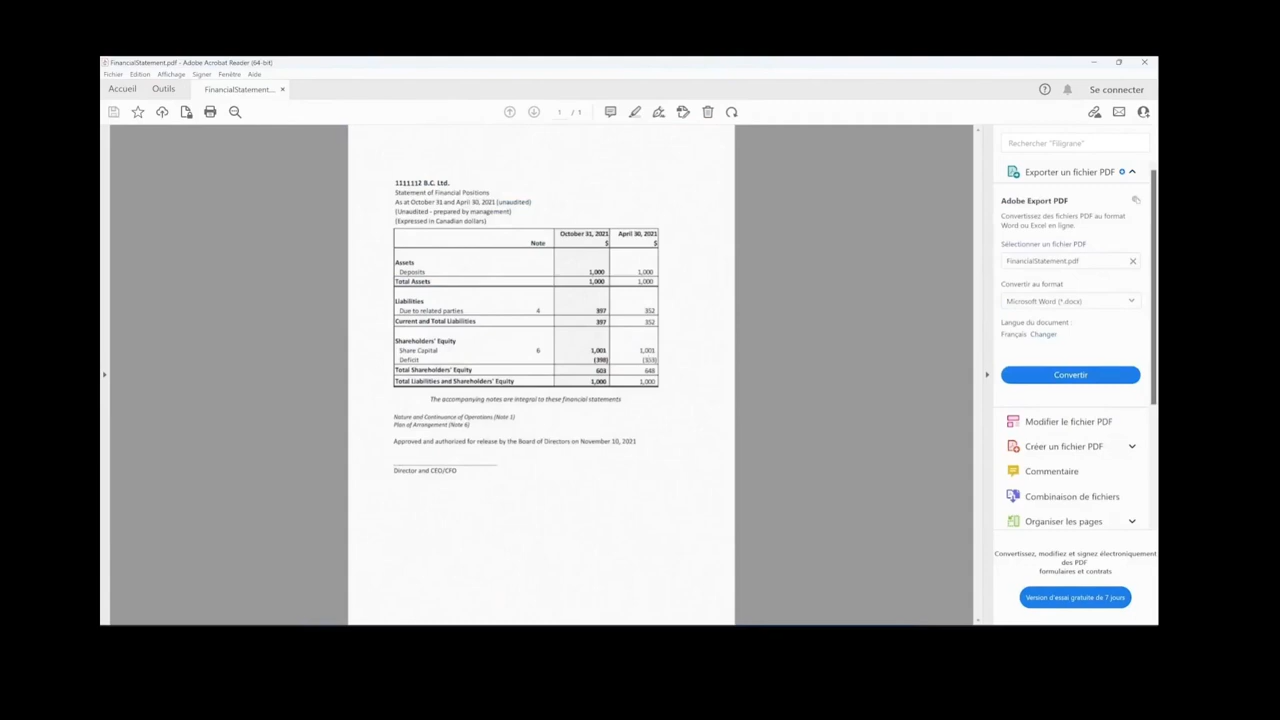 FinancialStatement.pdf - Adobe Acrobat Reader (64-bit)
Fichier Edition Affichage Signer Fenêtre Aide
Accueil Outils FinancialStatement... × Se connecter
1 / 1
Rechercher "Filigrane"
Exporter un fichier PDF
Adobe Export PDF
Convertissez des fichiers PDF au format
Word ou Excel en ligne.
Sélectionner un fichier PDF
FinancialStatement.pdf
Convertir au format
Microsoft Word (*.docx)
Langue du document :
Français Changer
Convertir
Modifier le fichier PDF
Créer un fichier PDF
Commentaire
Combinaison de fichiers
Organiser les pages
Convertissez, modifiez et signez électroniquement
des PDF
formulaires et contrats
Version d'essai gratuite de 7 jours
1111112 B.C. Ltd.
Statement of Financial Positions
As at October 31 and April 30, 2021 (unaudited)
(Unaudited - prepared by management)
(Expressed in Canadian dollars)
October 31, 2021 April 30, 2021
Note $ $
Assets
Deposits 1,000 1,000
Total Assets 1,000 1,000
Liabilities
Due to related parties 4 397 352
Current and Total Liabilities 397 352
Shareholders' Equity
Share Capital 6 1,001 1,001
Deficit (398)
Total Shareholders' Equity 603 648
Total Liabilities and Shareholders' Equity 1,000 1,000
The accompanying notes are integral to these financial statements
Nature and Continuance of Operations (Note 1)
Plan of Arrangement (Note 6)
Approved and authorized for release by the Board of Directors on November 10, 2021
Director and CEO/CFO